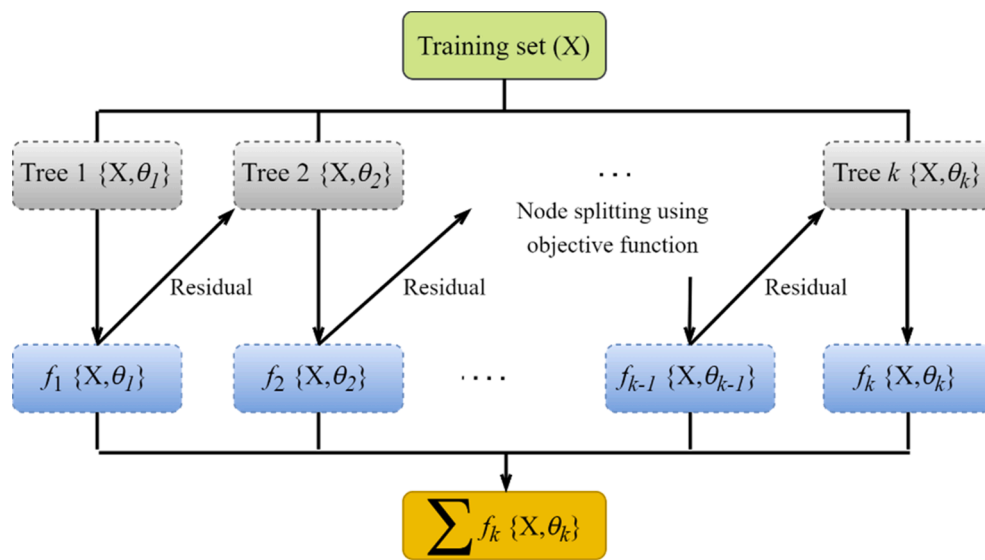 Training set (X)
Tree 1 {X,θ₁}
Tree 2 {X,θ₂}
...
Tree k {X,θₖ}
Node splitting using
objective function
Residual
Residual
Residual
f₁ {X,θ₁}
f₂ {X,θ₂}
....
fₖ₋₁ {X,θₖ₋₁}
fₖ {X,θₖ}
∑ fₖ {X,θₖ}